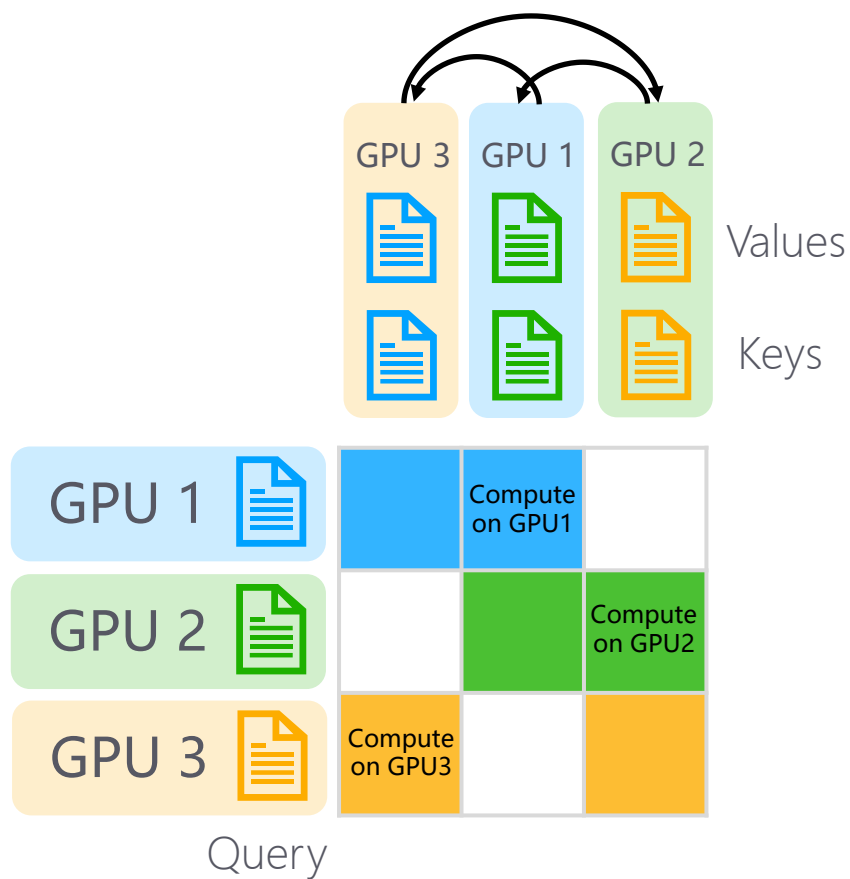 GPU 3 GPU 1 GPU 2
Values
Keys
GPU 1
Compute
on GPU1
GPU 2
Compute
on GPU2
GPU 3
Compute
on GPU3
Query